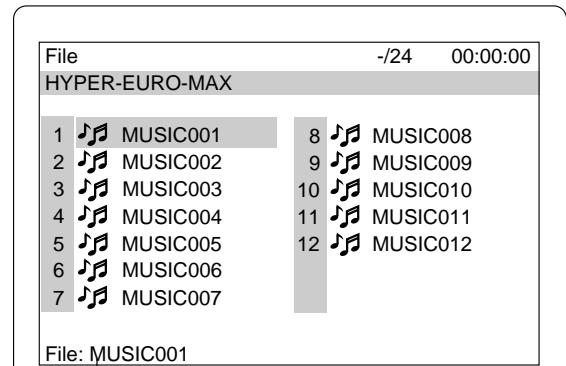 File -/24 00:00:00
HYPER-EURO-MAX
1 MUSIC001
2 MUSIC002
3 MUSIC003
4 MUSIC004
5 MUSIC005
6 MUSIC006
7 MUSIC007
8 MUSIC008
9 MUSIC009
10 MUSIC010
11 MUSIC011
12 MUSIC012
File: MUSIC001